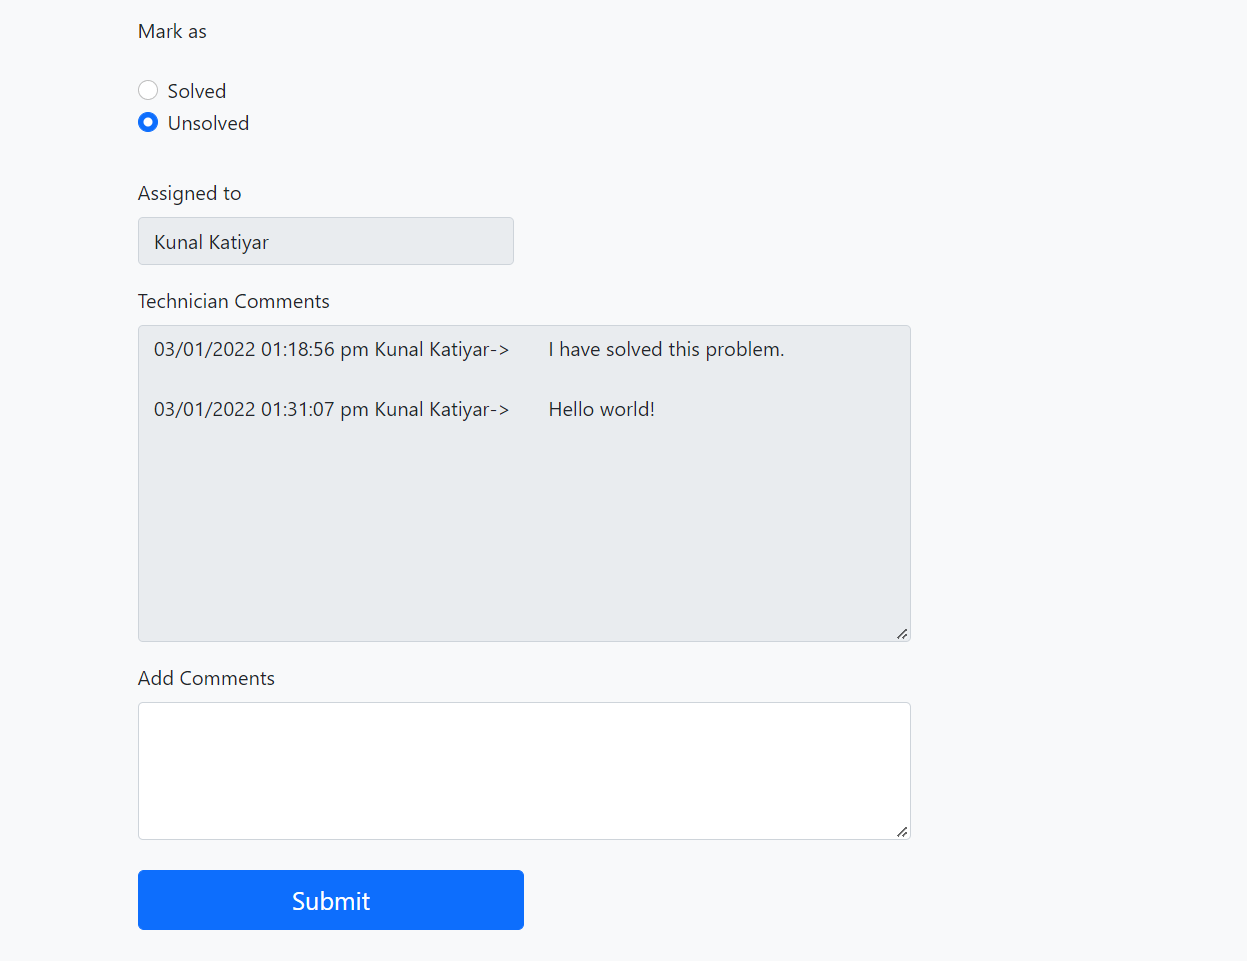 Mark as
Solved
Unsolved
Assigned to
Kunal Katiyar
Technician Comments
03/01/2022 01:18:56 pm Kunal Katiyar-> I have solved this problem.
03/01/2022 01:31:07 pm Kunal Katiyar-> Hello world!
Add Comments
Submit